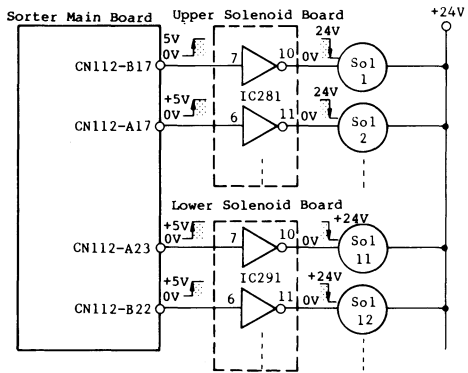 +24V
Sorter Main Board
Upper Solenoid Board
5V
0V
CN112-B17
7
10
24V
0V
Sol
1
IC281
+5V
0V
CN112-A17
6
11
24V
0V
Sol
2
Lower Solenoid Board
+5V
0V
CN112-A23
7
10
+24V
0V
Sol
11
IC291
+5V
0V
CN112-B22
6
11
+24V
0V
Sol
12